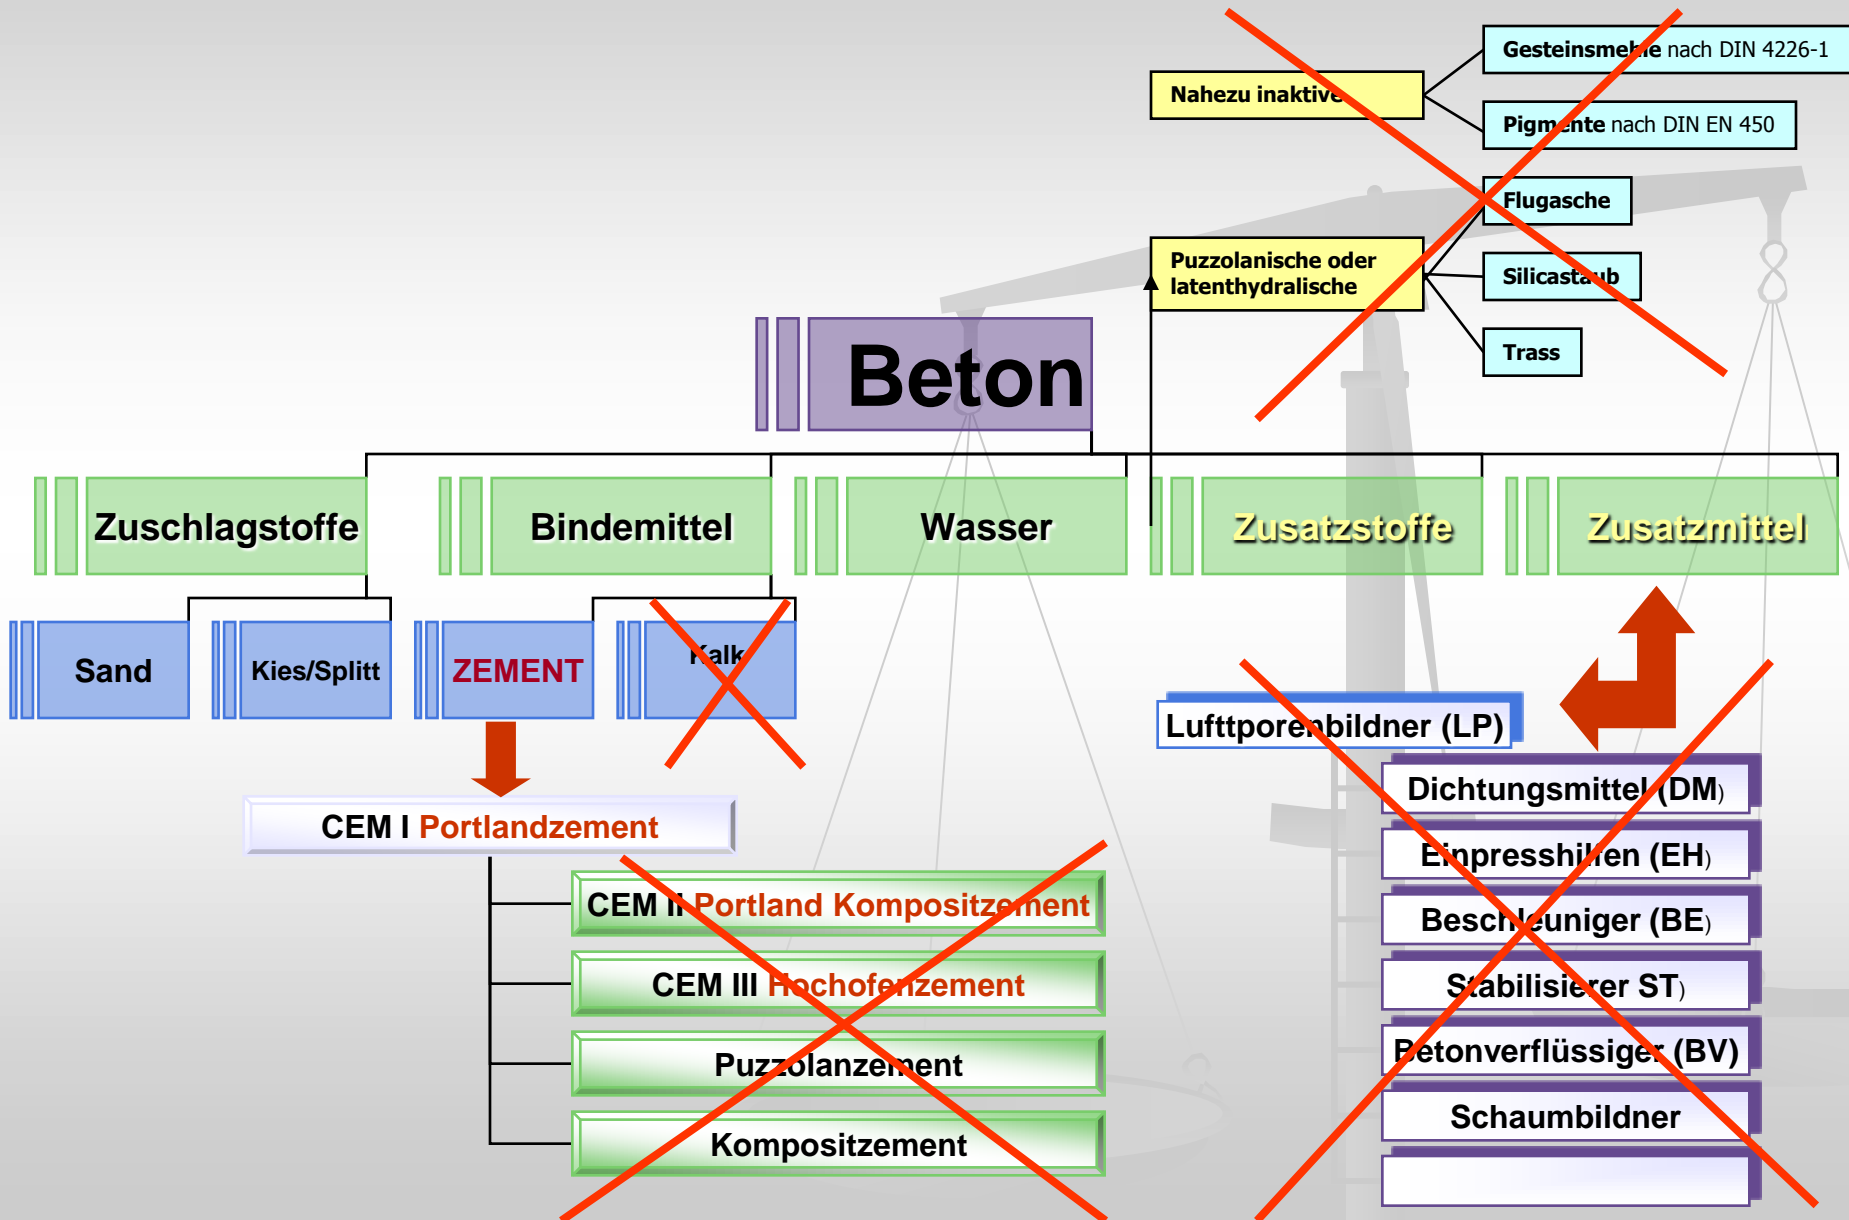 Gesteinsmehle nach DIN 4226-1
Nahezu inaktive
Pigmente nach DIN EN 450
Flugasche
Puzzolanische oder
latenthydralische
Silicastaub
Trass
Beton
Zuschlagstoffe
Bindemittel
Wasser
Zusatzstoffe
Zusatzmittel
Sand
Kies/Splitt
ZEMENT
Kalk
Lufttporenbildner (LP)
Dichtungsmittel (DM)
CEM I Portlandzement
Einpresshilfen (EH)
CEM II Portland Kompositzement
Beschleuniger (BE)
CEM III Hochofenzement
Stabilisierer ST)
Puzzolanzement
Betonverflüssiger (BV)
Schaumbildner
Kompositzement